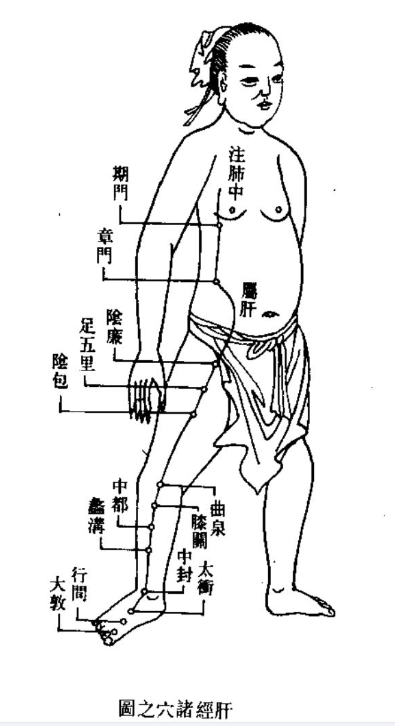 注肺中
期門
章門
屬肝
陰廉
足五里
陰包
曲泉
膝關
中都
蠡溝
中封
太衝
行間
大敦
圖之穴諸經肝